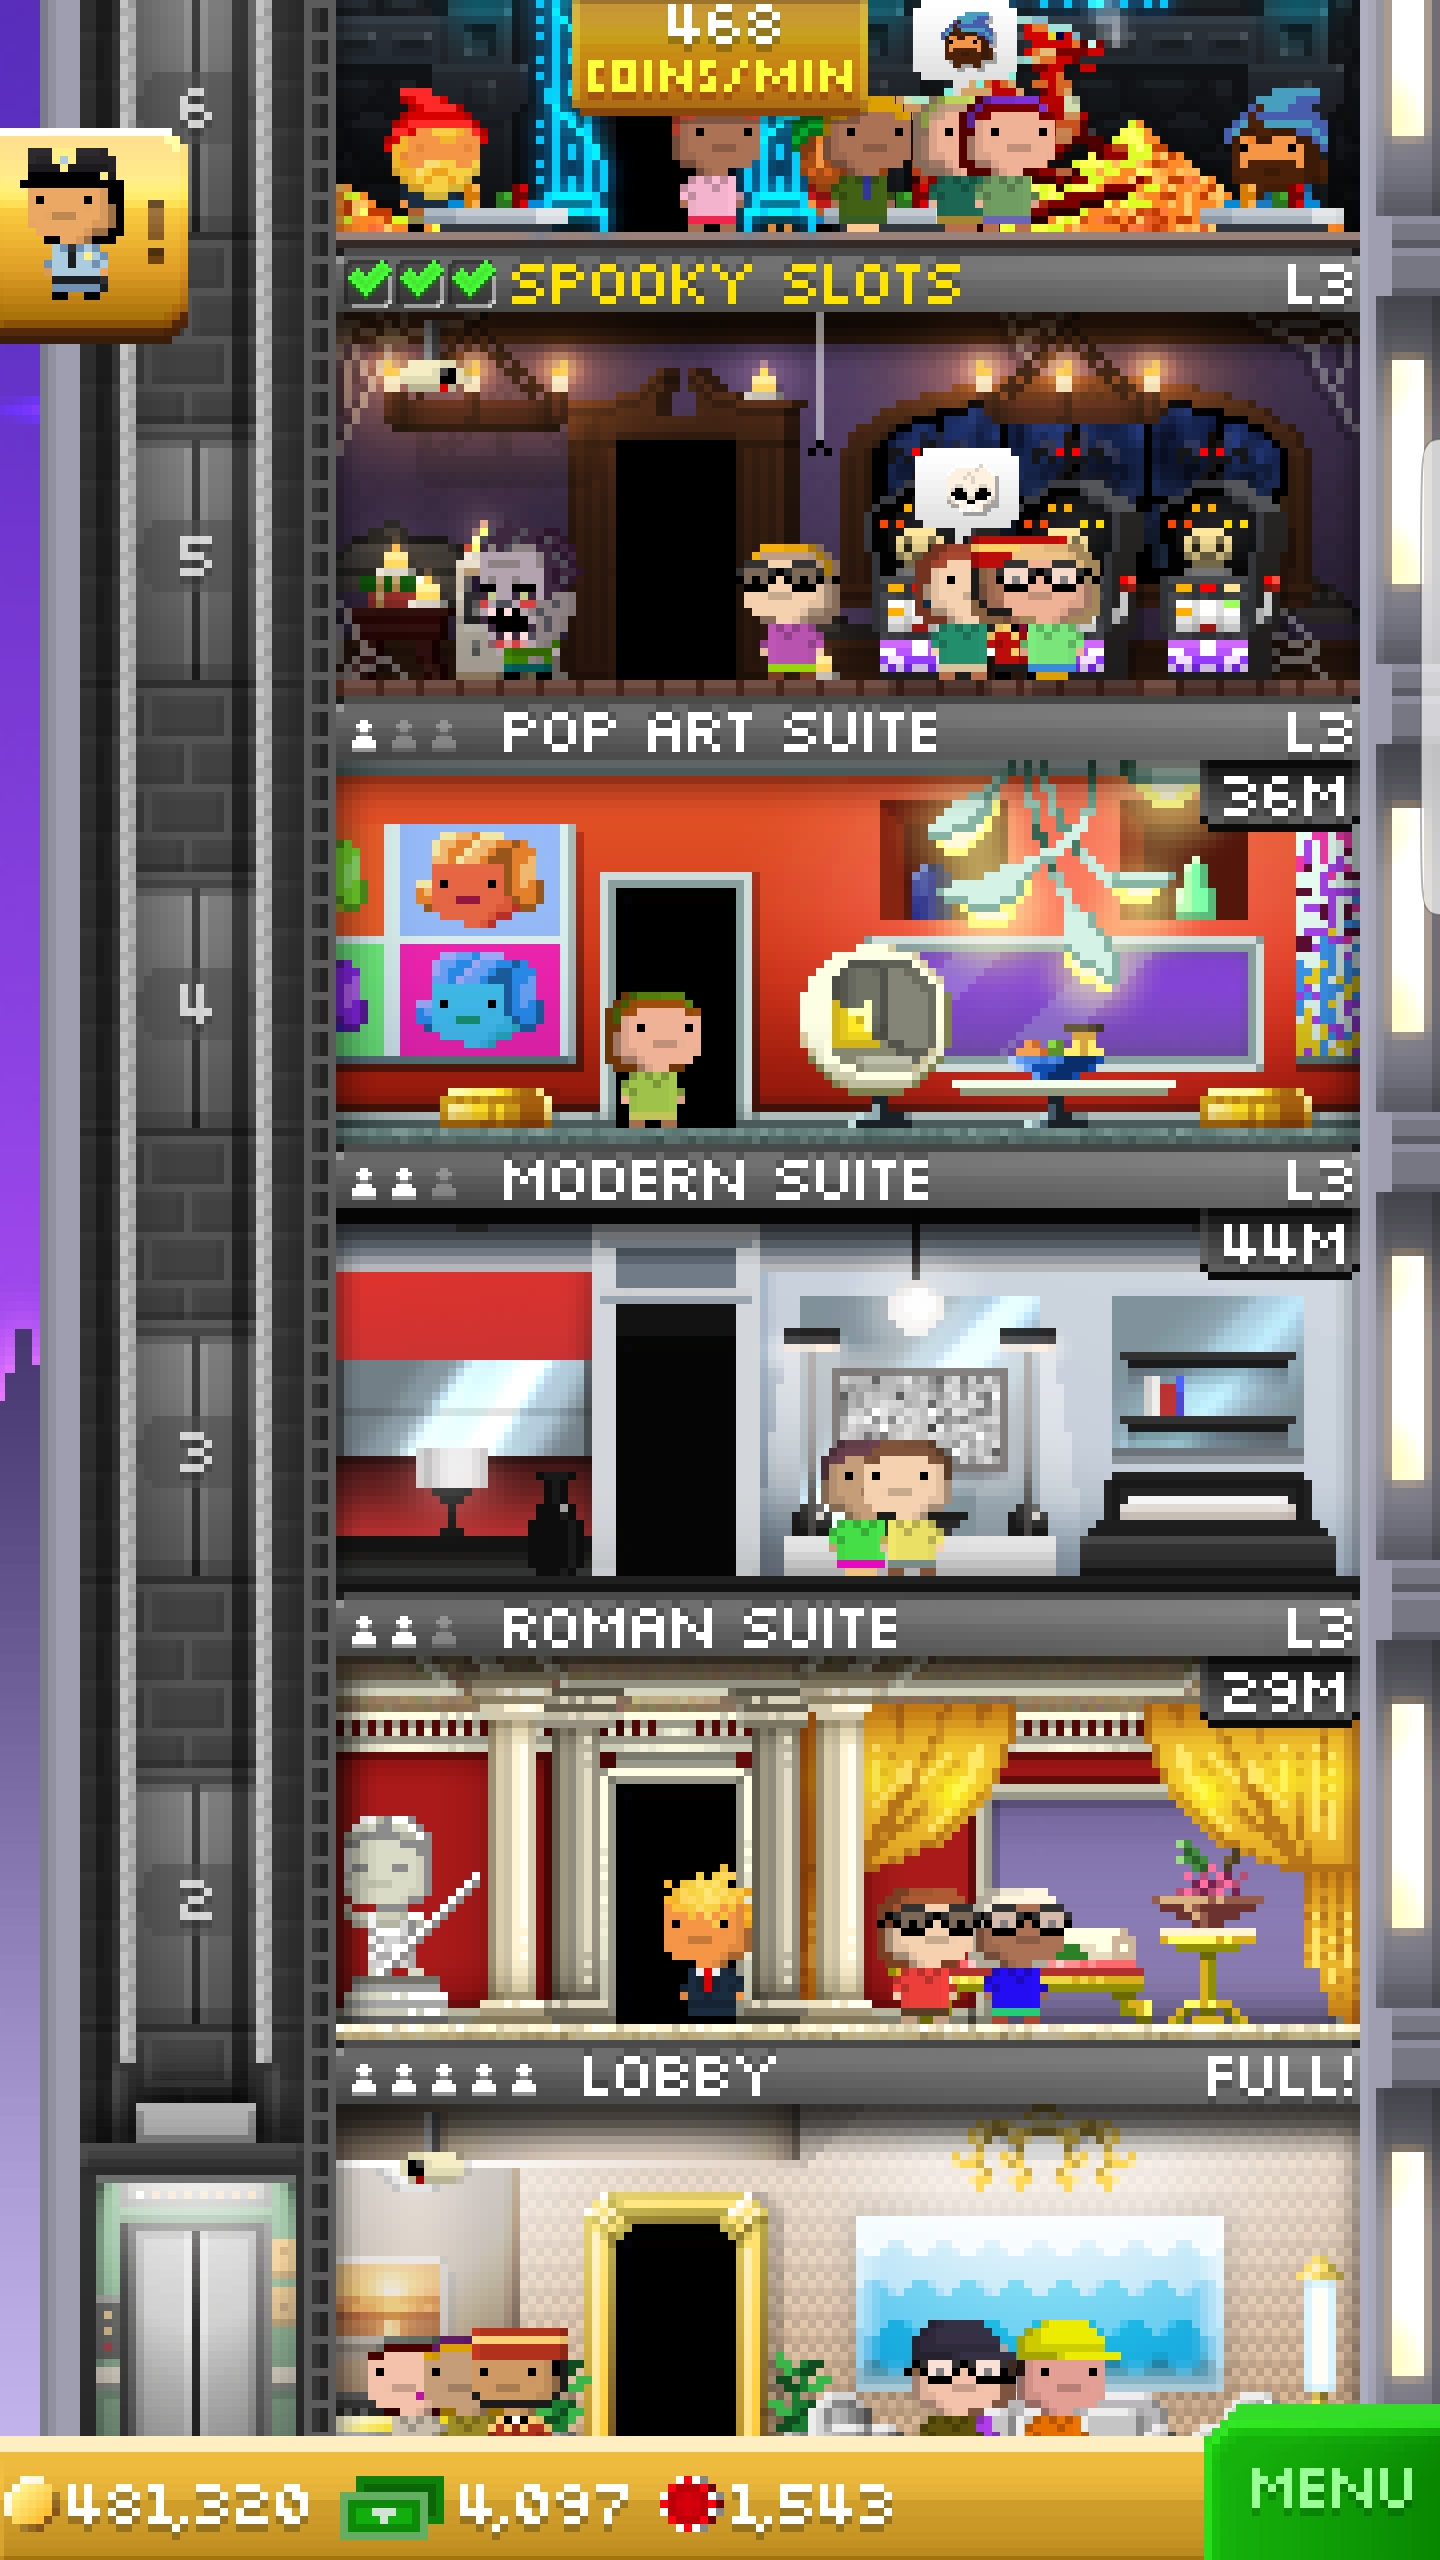 468
COINS/MIN
6
!
SPOOKY SLOTS L3
5
POP ART SUITE L3
36M
4
MODERN SUITE L3
44M
3
ROMAN SUITE L3
29M
2
LOBBY FULL!
481,320 4,097 1,543 MENU